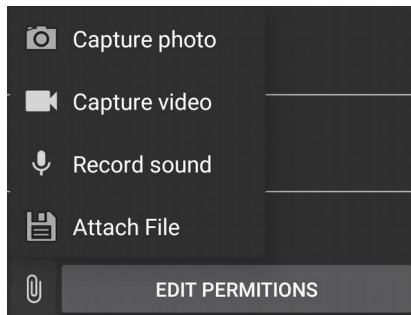 Capture photo
Capture video
Record sound
Attach File
EDIT PERMITIONS